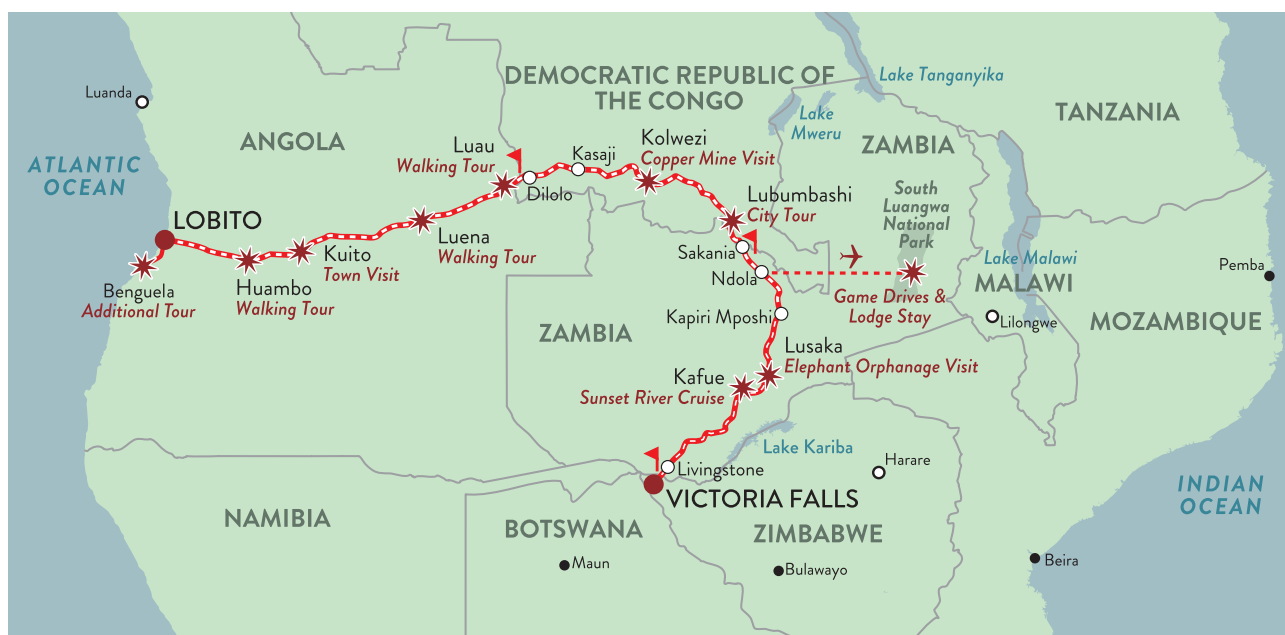 DEMOCRATIC REPUBLIC OF
THE CONGO
Lake Tanganyika
Luanda
TANZANIA
Lake
Mweru
ANGOLA
ZAMBIA
Luau
Walking Tour
Kasaji
Kolwezi
Copper Mine Visit
ATLANTIC
OCEAN
Dilolo
Lubumbashi
City Tour
South
Luangwa
National
Park
LOBITO
Luena
Walking Tour
Kuito
Town Visit
Sakania
Ndola
Lake Malawi
MALAWI
Pemba
Benguela
Additional Tour
Huambo
Walking Tour
Game Drives &
Lodge Stay
Kapiri Mposhi
Lilongwe
MOZAMBIQUE
ZAMBIA
Lusaka
Elephant Orphanage Visit
Kafue
Sunset River Cruise
Lake Kariba
Harare
Livingstone
VICTORIA FALLS
INDIAN
OCEAN
NAMIBIA
BOTSWANA
ZIMBABWE
Maun
Bulawayo
Beira